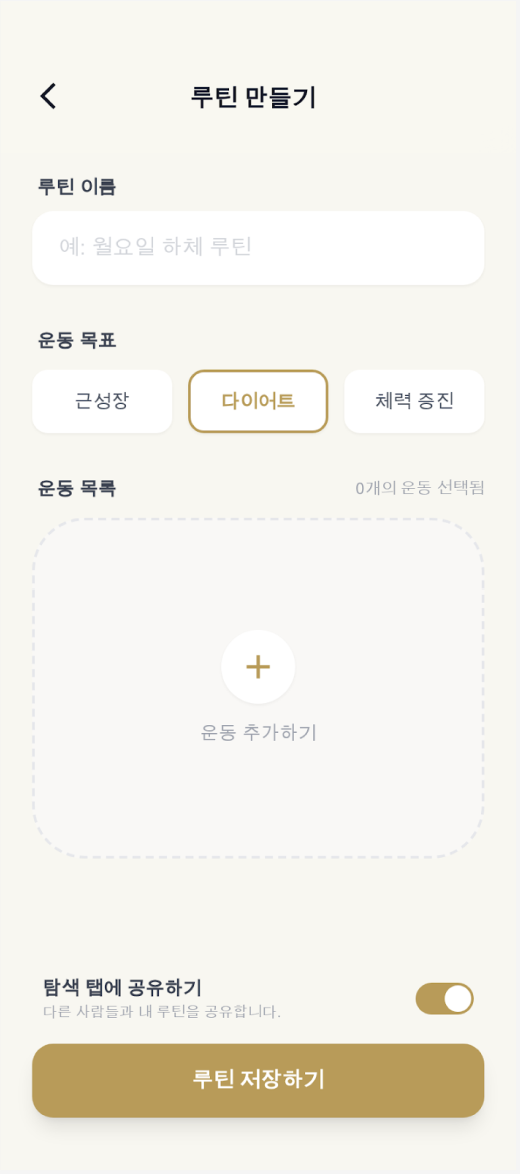 루틴 만들기
루틴 이름
예: 월요일 하체 루틴
운동 목표
근성장
다이어트
체력 증진
운동 목록
0개의 운동 선택됨
운동 추가하기
탐색 탭에 공유하기
다른 사람들과 내 루틴을 공유합니다.
루틴 저장하기